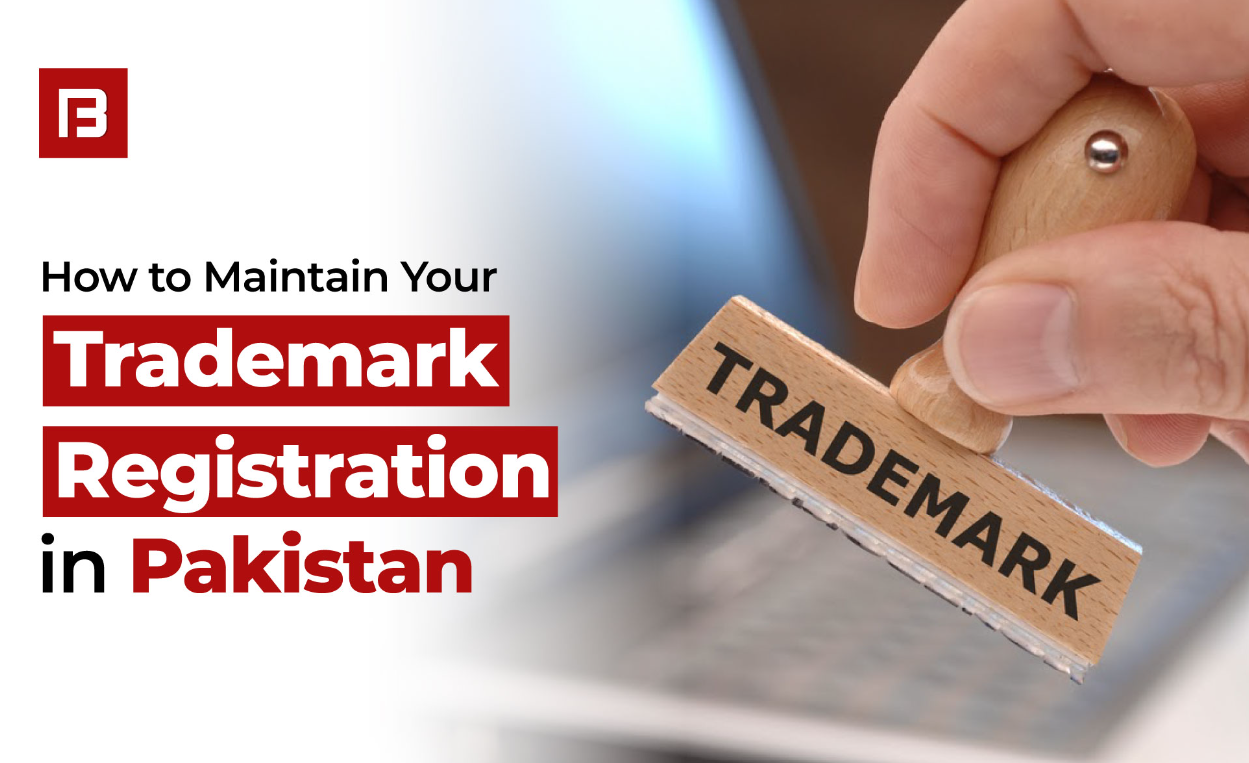 B
How to Maintain Your
Trademark
Registration
in Pakistan
TRADEMARK